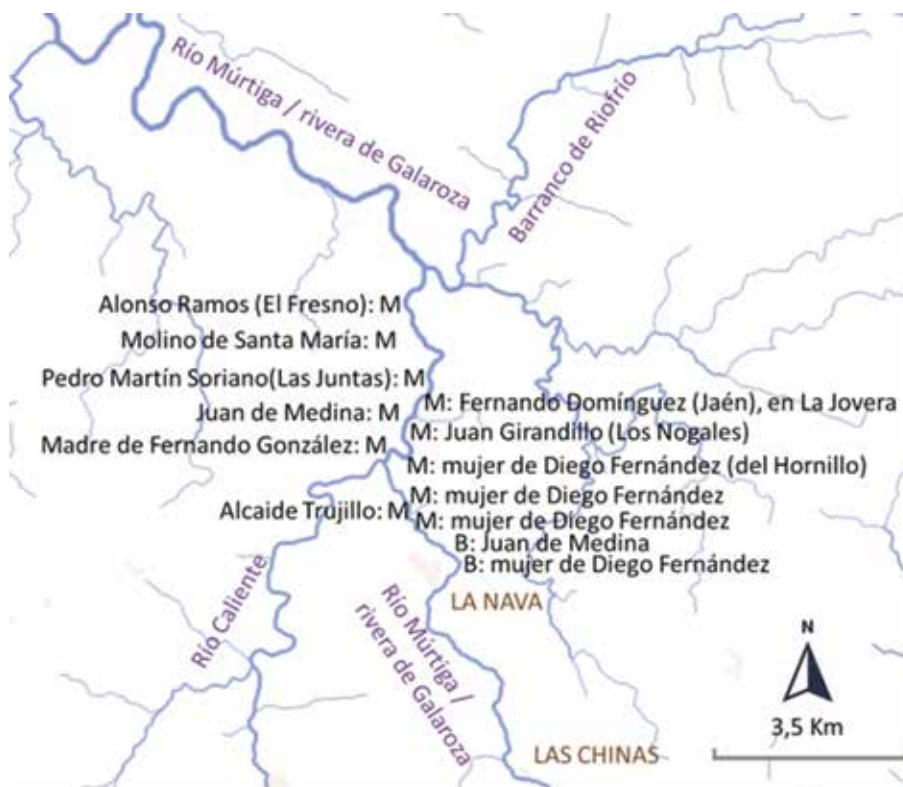 Río Múrtiga / rivera de Galaroza
Barranco de Riofrío
Alonso Ramos (El Fresno): M
Molino de Santa María: M
Pedro Martín Soriano(Las Juntas): M
Juan de Medina: M
Madre de Fernando González: M
Alcaide Trujillo: M
M: Fernando Domínguez (Jaén), en La Jovera
M: Juan Girandillo (Los Nogales)
M: mujer de Diego Fernández (del Hornillo)
M: mujer de Diego Fernández
M: mujer de Diego Fernández
B: Juan de Medina
B: mujer de Diego Fernández
Río Caliente
Río Múrtiga /
rivera de Galaroza
LA NAVA
LAS CHINAS
N
3,5 Km